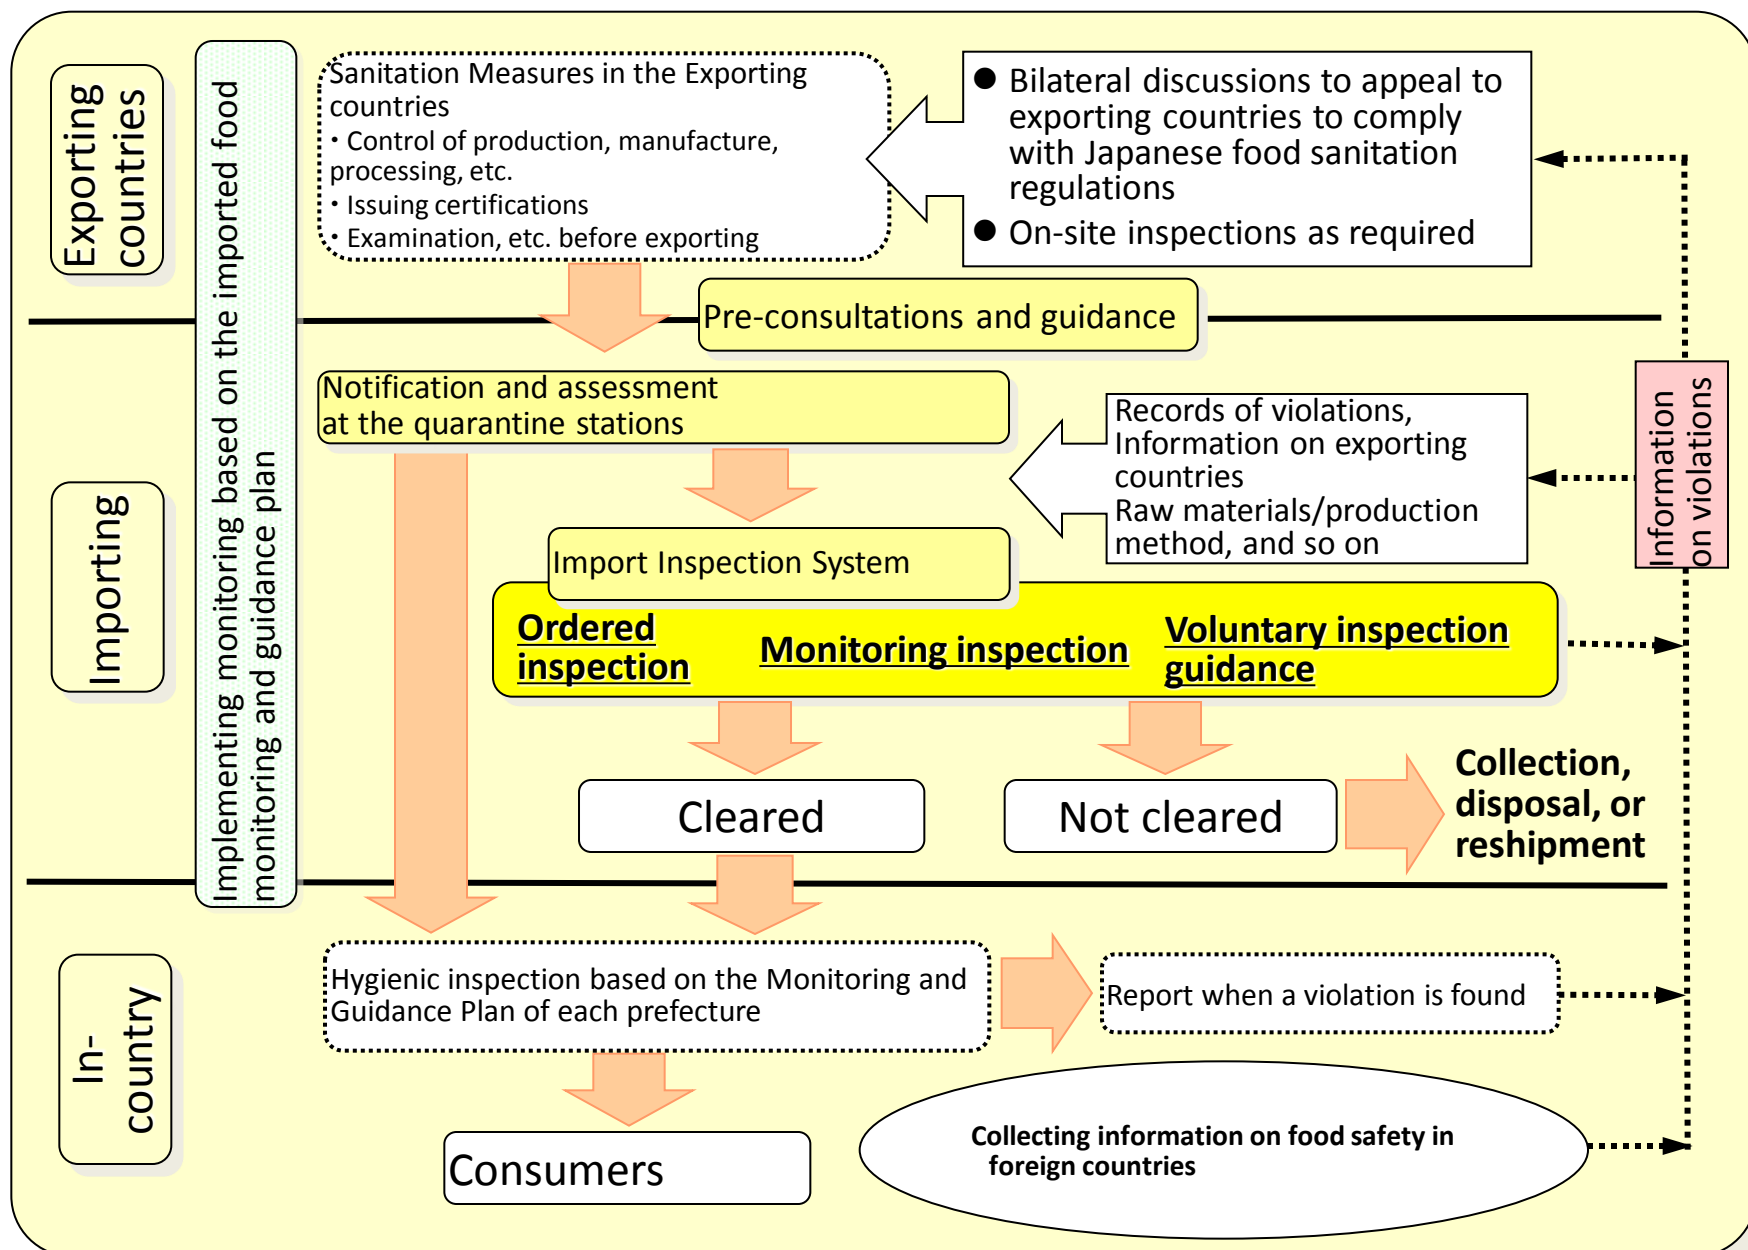 Exporting
countries
Implementing monitoring based on the imported food
monitoring and guidance plan
Sanitation Measures in the Exporting
countries
・Control of production, manufacture,
processing, etc.
・Issuing certifications
・Examination, etc. before exporting
● Bilateral discussions to appeal to
exporting countries to comply
with Japanese food sanitation
regulations
● On-site inspections as required
Pre-consultations and guidance
Importing
Notification and assessment
at the quarantine stations
Records of violations,
Information on exporting
countries
Raw materials/production
method, and so on
Information
on violations
Import Inspection System
Ordered
inspection
Monitoring inspection
Voluntary inspection
guidance
Cleared
Not cleared
Collection,
disposal, or
reshipment
In-
country
Hygienic inspection based on the Monitoring and
Guidance Plan of each prefecture
Report when a violation is found
Consumers
Collecting information on food safety in
foreign countries